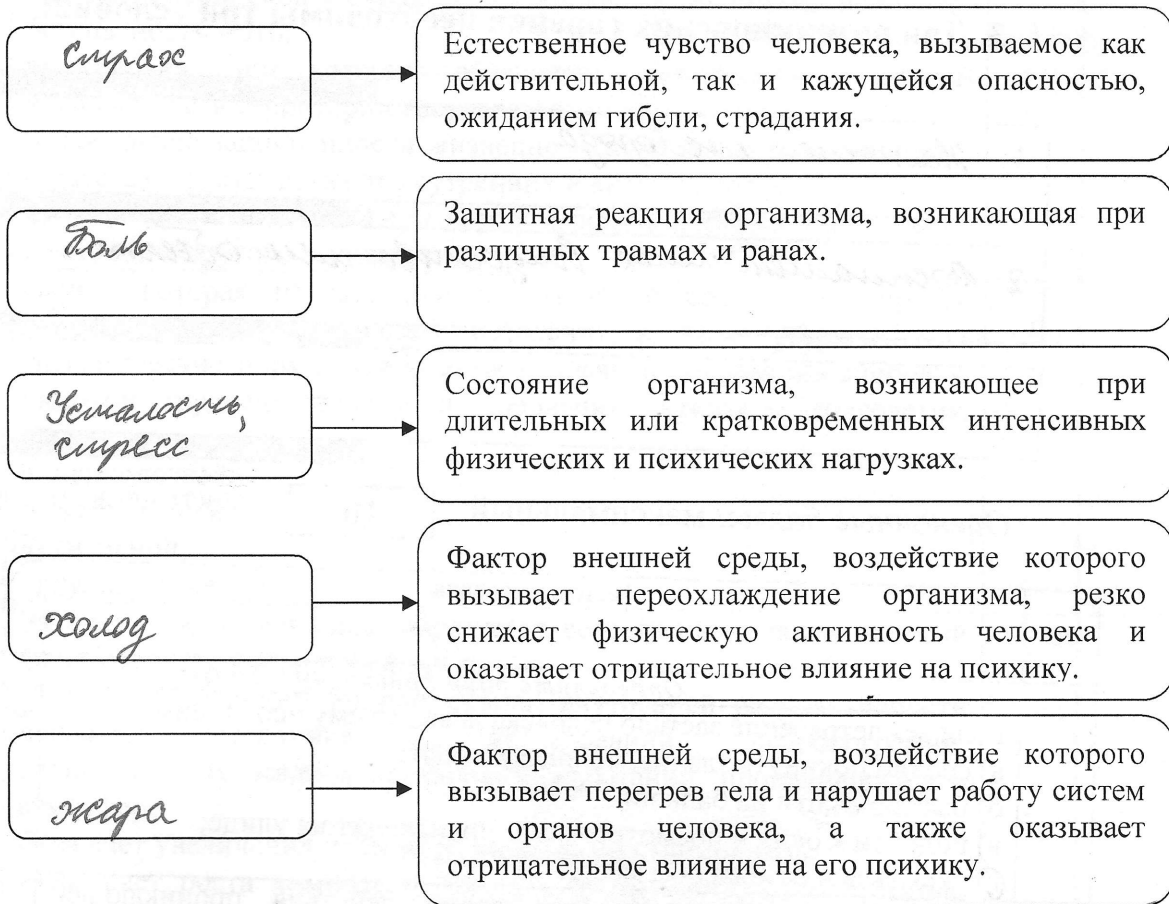 Страх
Естественное чувство человека, вызываемое как
действительной, так и кажущейся опасностью,
ожиданием гибели, страдания.
Боль
Защитная реакция организма, возникающая при
различных травмах и ранах.
Усталость,
стресс
Состояние организма, возникающее при
длительных или кратковременных интенсивных
физических и психических нагрузках.
холод
Фактор внешней среды, воздействие которого
вызывает переохлаждение организма, резко
снижает физическую активность человека и
оказывает отрицательное влияние на психику.
жара
Фактор внешней среды, воздействие которого
вызывает перегрев тела и нарушает работу систем
и органов человека, а также оказывает
отрицательное влияние на его психику.